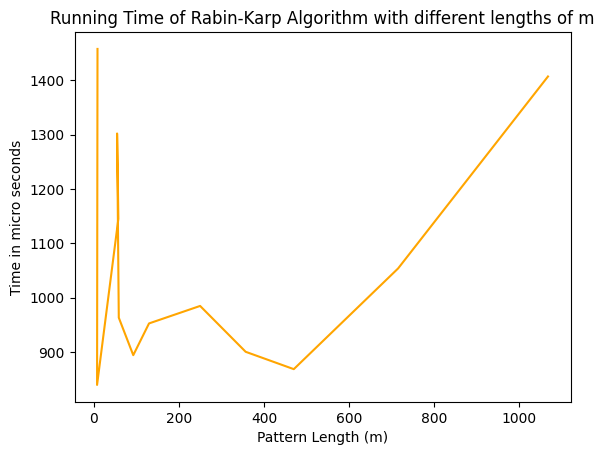 Running Time of Rabin-Karp Algorithm with different lengths of m
1400
1300
1200
1100
1000
900
Time in micro seconds
0 200 400 600 800 1000
Pattern Length (m)